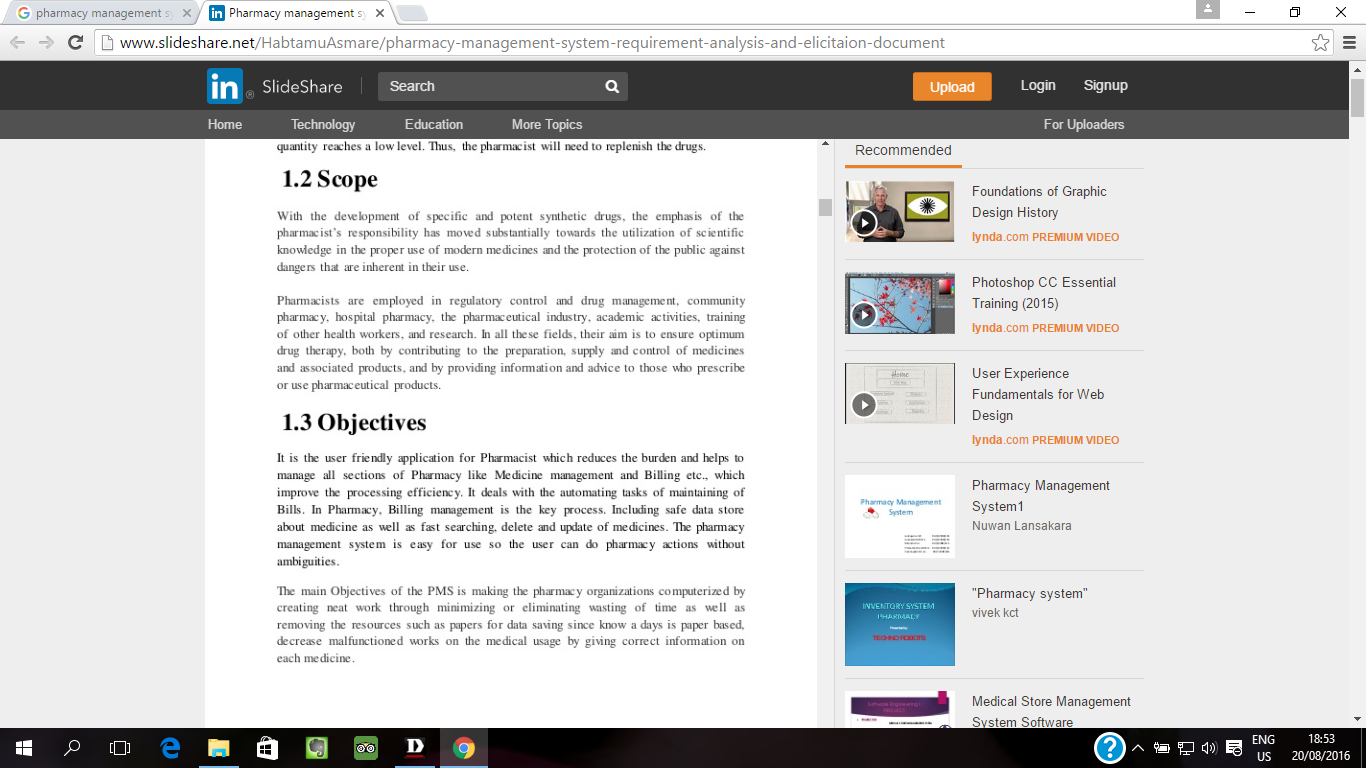 pharmacy management sy
Pharmacy management sy
www.slideshare.net/HabtamuAsmare/pharmacy-management-system-requirement-analysis-and-elicitaion-document
in ® SlideShare
Search
Upload
Login
Signup
Home
Technology
Education
More Topics
For Uploaders
quantity reaches a low level. Thus, the pharmacist will need to replenish the drugs.
1.2 Scope
With the development of specific and potent synthetic drugs, the emphasis of the
pharmacist's responsibility has moved substantially towards the utilization of scientific
knowledge in the proper use of modern medicines and the protection of the public against
dangers that are inherent in their use.
Pharmacists are employed in regulatory control and drug management, community
pharmacy, hospital pharmacy, the pharmaceutical industry, academic activities, training
of other health workers, and research. In all these fields, their aim is to ensure optimum
drug therapy, both by contributing to the preparation, supply and control of medicines
and associated products, and by providing information and advice to those who prescribe
or use pharmaceutical products.
1.3 Objectives
It is the user friendly application for Pharmacist which reduces the burden and helps to
manage all sections of Pharmacy like Medicine management and Billing etc., which
improve the processing efficiency. It deals with the automating tasks of maintaining of
Bills. In Pharmacy, Billing management is the key process. Including safe data store
about medicine as well as fast searching, delete and update of medicines. The pharmacy
management system is easy for use so the user can do pharmacy actions without
ambiguities.
The main Objectives of the PMS is making the pharmacy organizations computerized by
creating neat work through minimizing or eliminating wasting of time as well as
removing the resources such as papers for data saving since know a days is paper based,
decrease malfunctioned works on the medical usage by giving correct information on
each medicine.
Recommended
Foundations of Graphic
Design History
lynda.com PREMIUM VIDEO
Photoshop CC Essential
Training (2015)
lynda.com PREMIUM VIDEO
Home
User Experience
Fundamentals for Web
Design
lynda.com PREMIUM VIDEO
Pharmacy Management
System
Pharmacy Management
System1
Nuwan Lansakara
INVENTORY SYSTEM
PHARMACY
TECHNO ROBOTS
"Pharmacy system"
vivek kct
Medical Store Management
System Software
ENG
US
18:53
20/08/2016